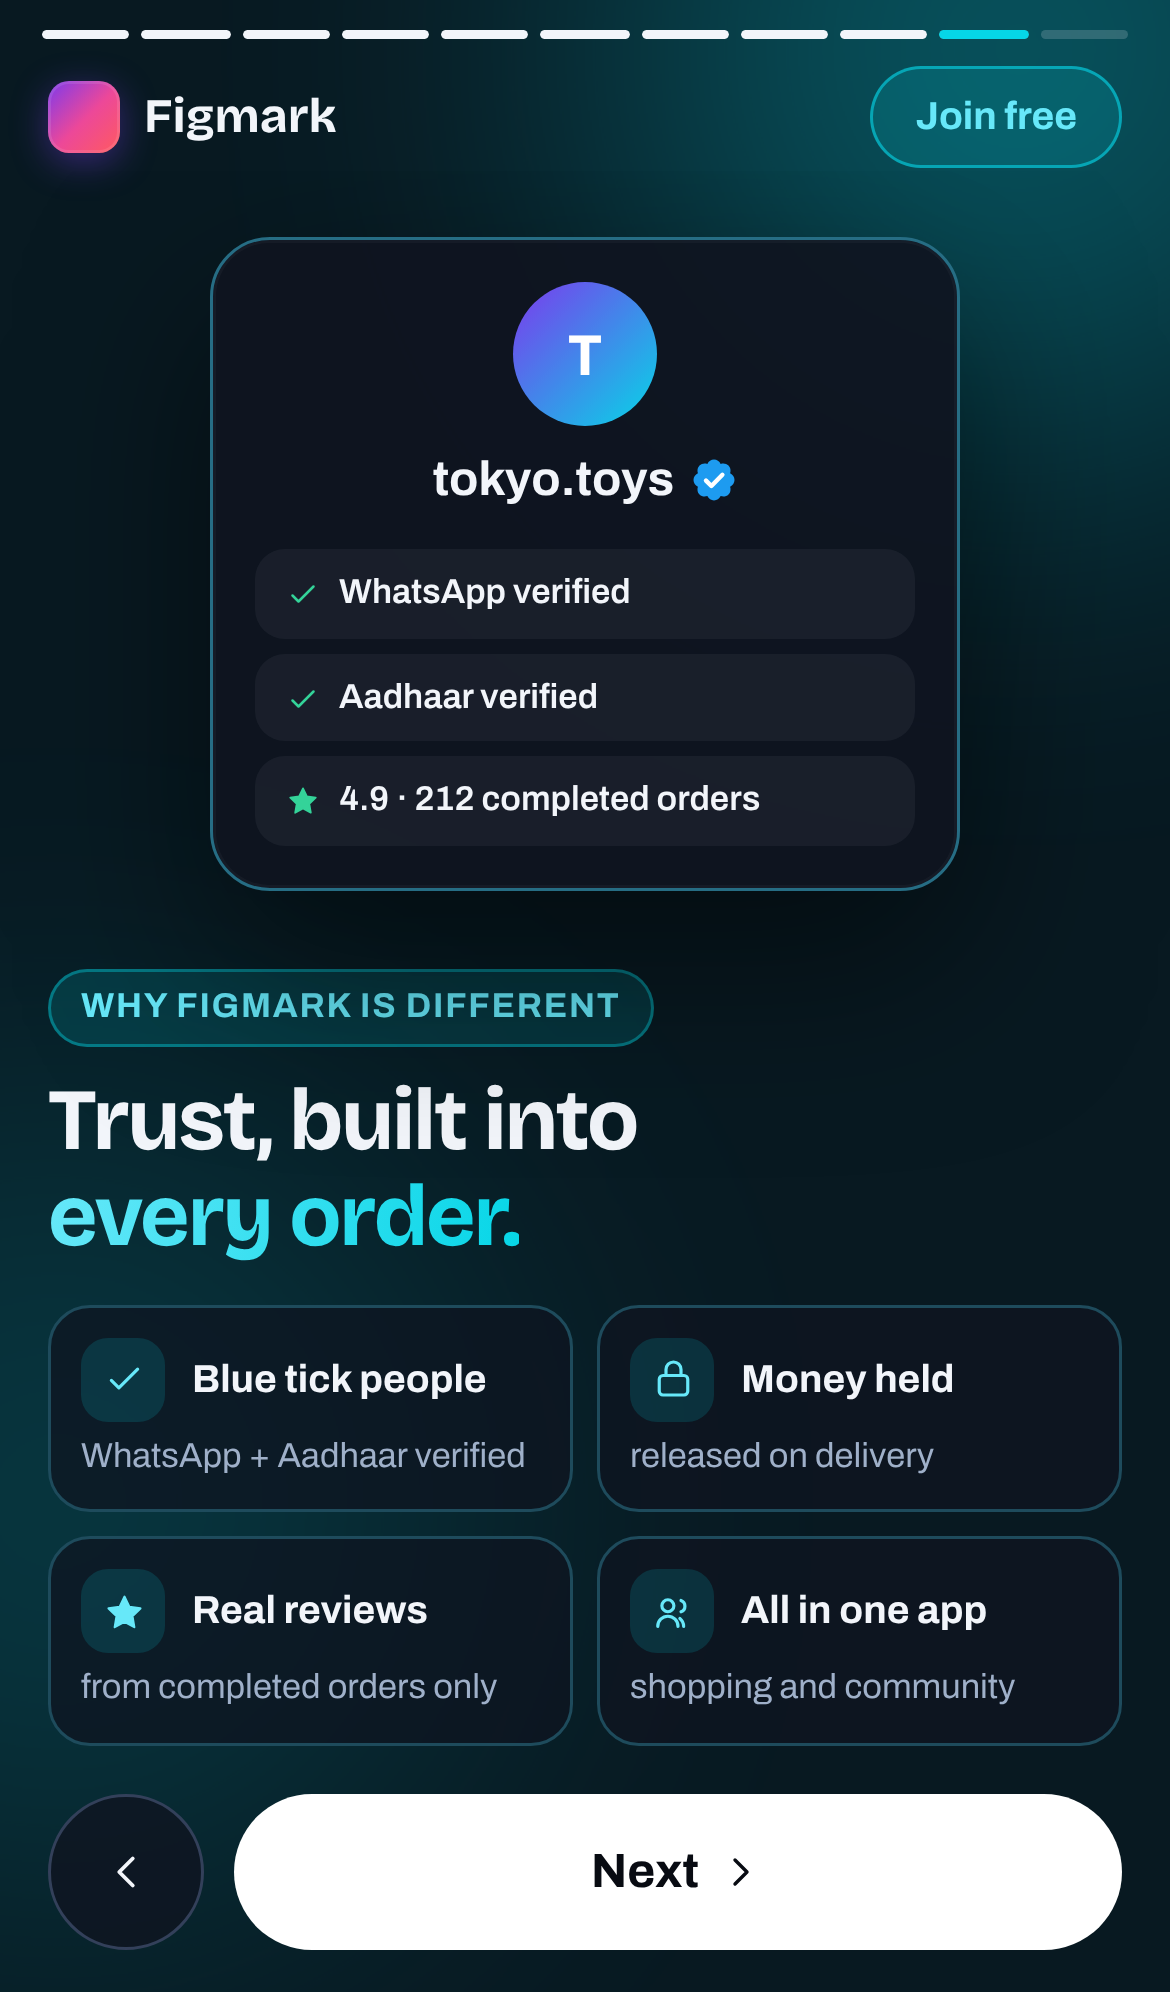 Figmark
Join free
T
tokyo.toys
WhatsApp verified
Aadhaar verified
4.9 · 212 completed orders
WHY FIGMARK IS DIFFERENT
Trust, built into
every order.
Blue tick people
WhatsApp + Aadhaar verified
Money held
released on delivery
Real reviews
from completed orders only
All in one app
shopping and community
Next